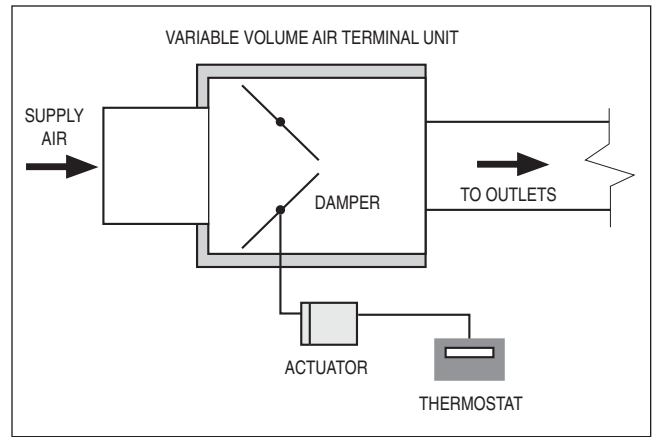 VARIABLE VOLUME AIR TERMINAL UNIT
SUPPLY
AIR
DAMPER
TO OUTLETS
ACTUATOR
THERMOSTAT